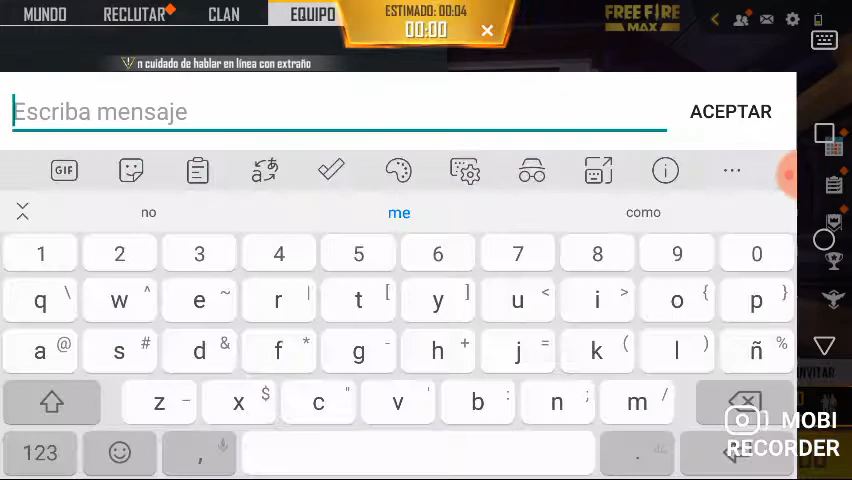 MUNDO RECLUTAR CLAN EQUIPO ESTIMADO: 00:04 FREE FIRE
00:00 MAX
n cuidado de hablar en línea con extraño
Escriba mensaje ACEPTAR
GIF
no me como
1 2 3 4 5 6 7 8 9 0
q \ w ^ e ~ r | t [ y ] u < i > o { p }
a @ s # d & f * g - h + j = k ( l ) ñ %
INVITAR
z _ x $ c " v ' b : n ; m /
MOBI
RECORDER
123 , .